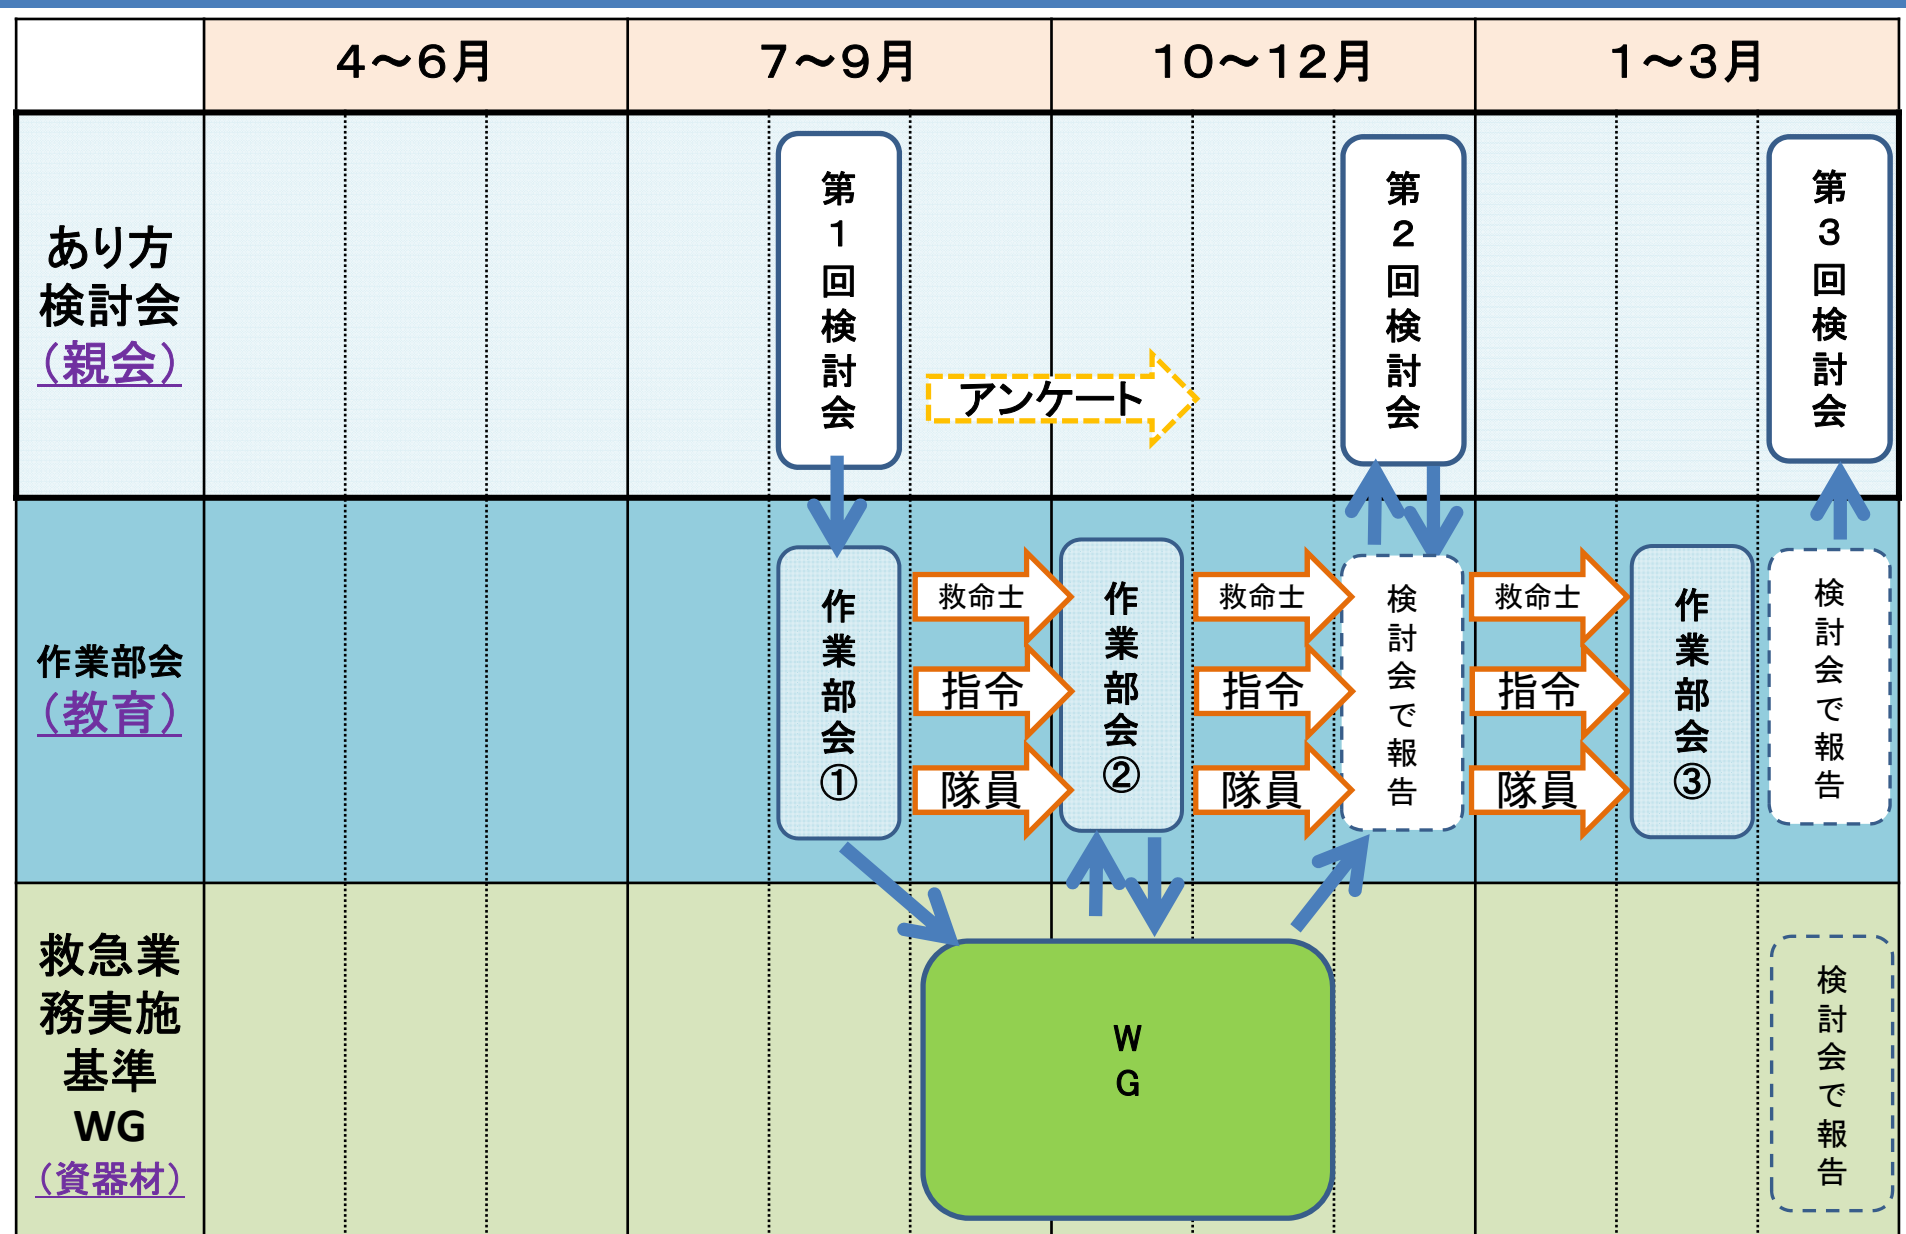 4～6月
7～9月
10～12月
1～3月
あり方
検討会
（親会）
第1回検討会
アンケート
第2回検討会
第3回検討会
作業部会
（教育）
作業部会①
救命士
指令
隊員
作業部会②
救命士
指令
隊員
検討会で報告
救命士
指令
隊員
作業部会③
検討会で報告
救急業
務実施
基準
WG
（資器材）
WG
検討会で報告